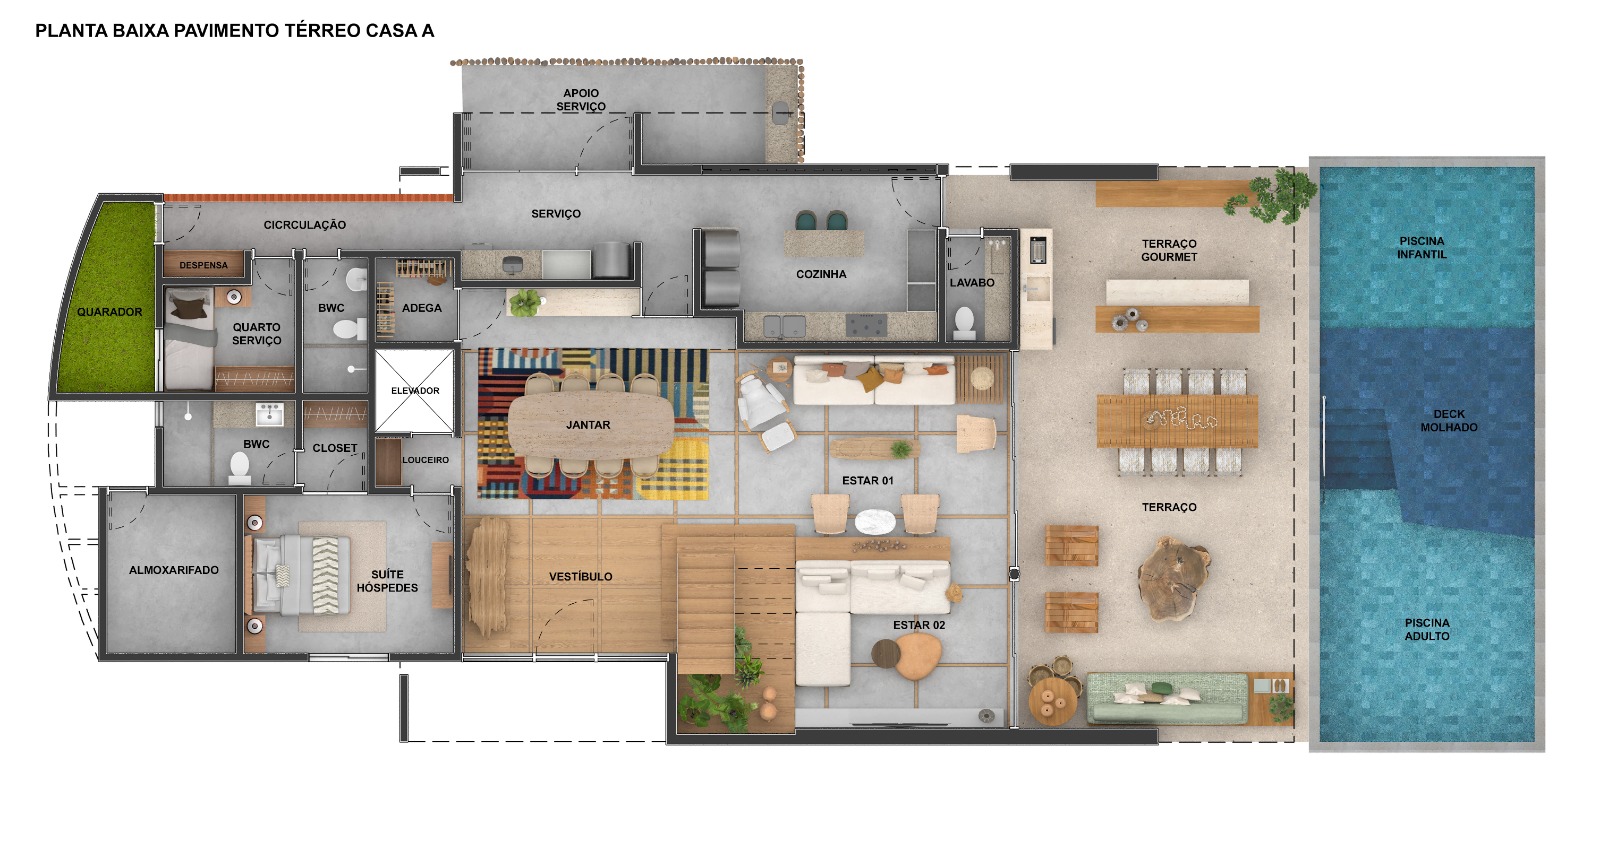 PLANTA BAIXA PAVIMENTO TÉRREO CASA A
APOIO
SERVIÇO
CICRCULAÇÃO
SERVIÇO
TERRAÇO
GOURMET
PISCINA
INFANTIL
DESPENSA
COZINHA
LAVABO
QUARADOR
BWC
ADEGA
QUARTO
SERVIÇO
ELEVADOR
JANTAR
DECK
MOLHADO
BWC
CLOSET
LOUCEIRO
ESTAR 01
TERRAÇO
ALMOXARIFADO
SUÍTE
HÓSPEDES
VESTÍBULO
ESTAR 02
PISCINA
ADULTO